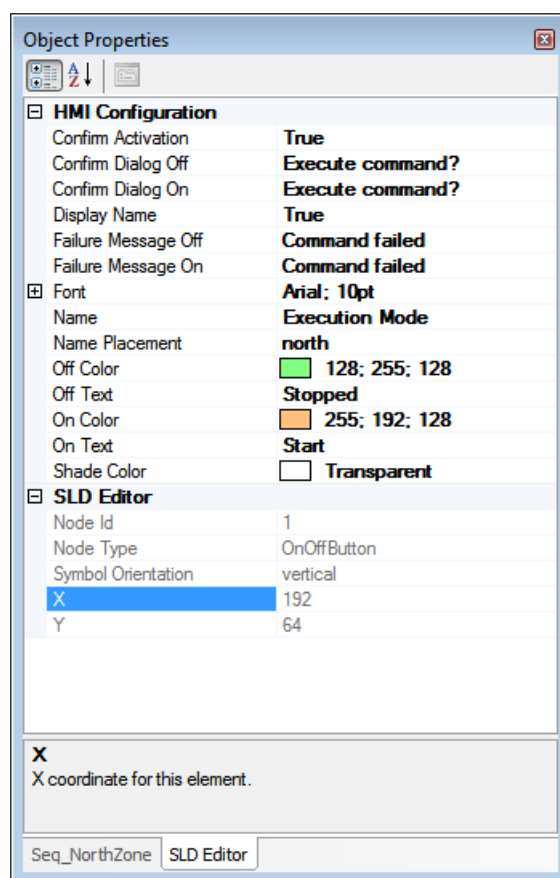 Object Properties
HMI Configuration
Confirm Activation True
Confirm Dialog Off Execute command?
Confirm Dialog On Execute command?
Display Name True
Failure Message Off Command failed
Failure Message On Command failed
Font Arial; 10pt
Name Execution Mode
Name Placement north
Off Color 128; 255; 128
Off Text Stopped
On Color 255; 192; 128
On Text Start
Shade Color Transparent
SLD Editor
Node Id 1
Node Type OnOffButton
Symbol Orientation vertical
X 192
Y 64
X
X coordinate for this element.
Seq_NorthZone SLD Editor